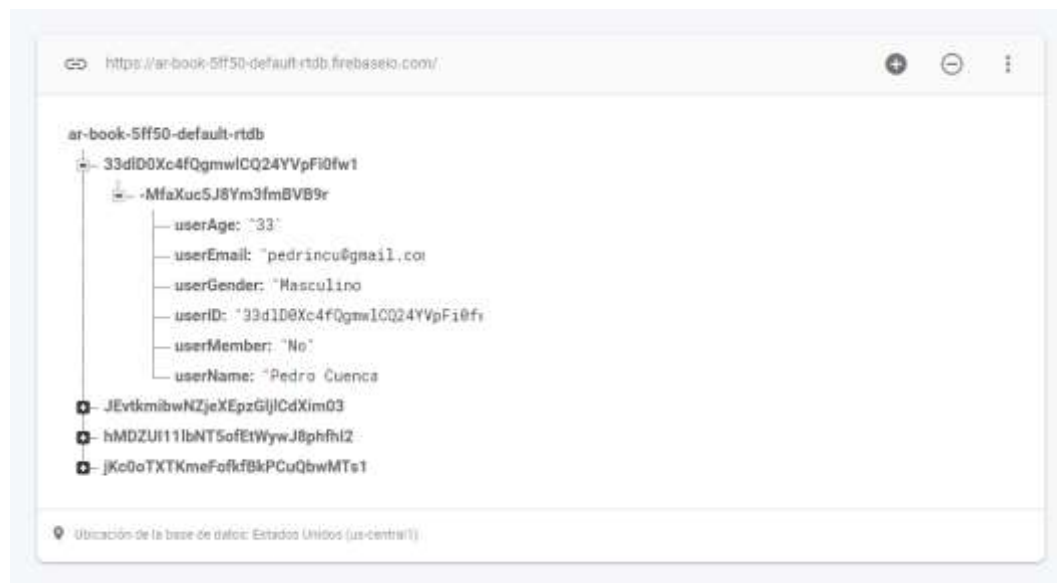 https://ar-book-5ff50-default-rtdb.firebaseio.com/
ar-book-5ff50-default-rtdb
33dlD0Xc4fQgmwlCQ24YVpFi0fw1
-MfaXuc5J8Ym3fmBVB9r
userAge: "33"
userEmail: "pedrincu@gmail.com
userGender: "Masculino
userID: "33dlD0Xc4fQgmwlCQ24YVpFi0fw
userMember: "No"
userName: "Pedro Cuenca
JEvtkmibwNZjeXEpzGljlCdXim03
hMDZUI11lbNT5ofEtWywJ8phfhl2
jKc0oTXTKmeFofkfBkPCuQbwMTs1
Ubicación de la base de datos: Estados Unidos (us-central1)